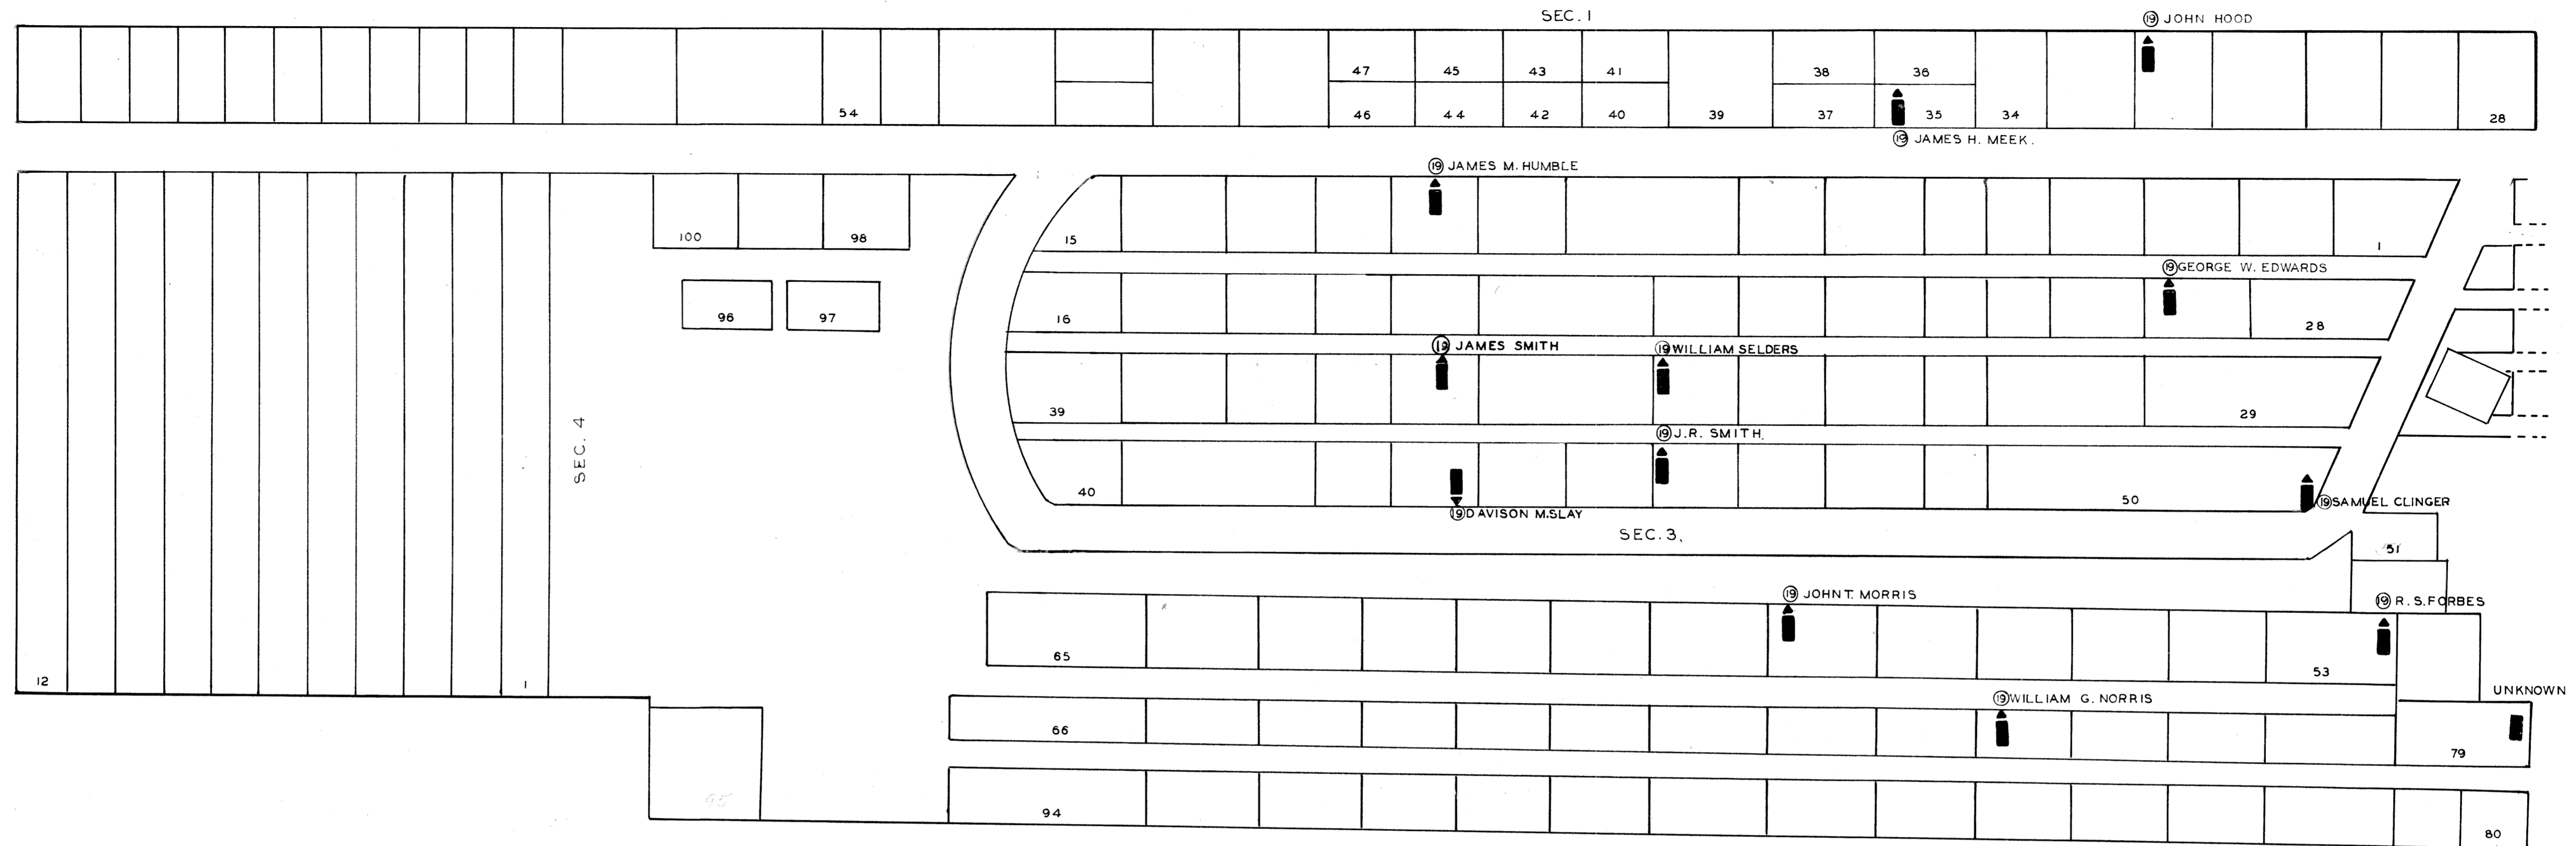 SEC. 1
19 JOHN HOOD
47 45 43 41 38 36
54 46 44 42 40 39 37 35 34 28
19 JAMES H. MEEK.
19 JAMES M. HUMBLE
100 98 15 1
19 GEORGE W. EDWARDS
96 97 16 28
19 JAMES SMITH 19 WILLIAM SELDERS
39 29
SEC. 4
19 J.R. SMITH.
40 50
19 SAMUEL CLINGER
19 DAVISON M. SLAY
SEC. 3.
51
19 JOHN T. MORRIS
19 R. S. FORBES
65 53
12 1
UNKNOWN
19 WILLIAM G. NORRIS
66 79
95
94 80